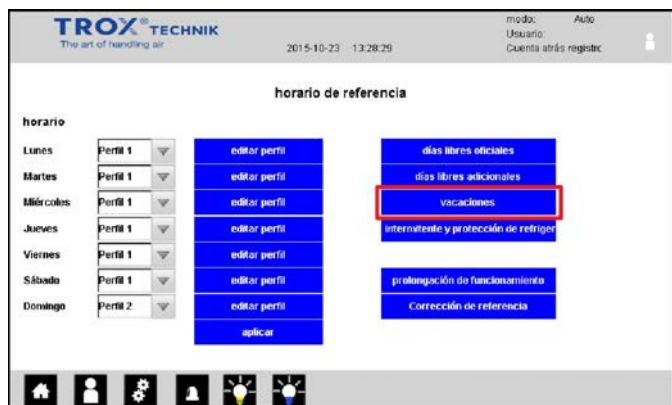 TROX® TECHNIK
The art of handling air
2015-10-23 13:28:29
modo: Auto
Usuario:
Cuenta atrás registrc
horario de referencia
horario
Lunes Perfil 1 editar perfil días libres oficiales
Martes Perfil 1 editar perfil días libres adicionales
Miércoles Perfil 1 editar perfil vacaciones
Jueves Perfil 1 editar perfil intermitente y protección de refriger
Viernes Perfil 1 editar perfil
Sábado Perfil 1 editar perfil prolongación de funcionamiento
Domingo Perfil 2 editar perfil Corrección de referencia
aplicar